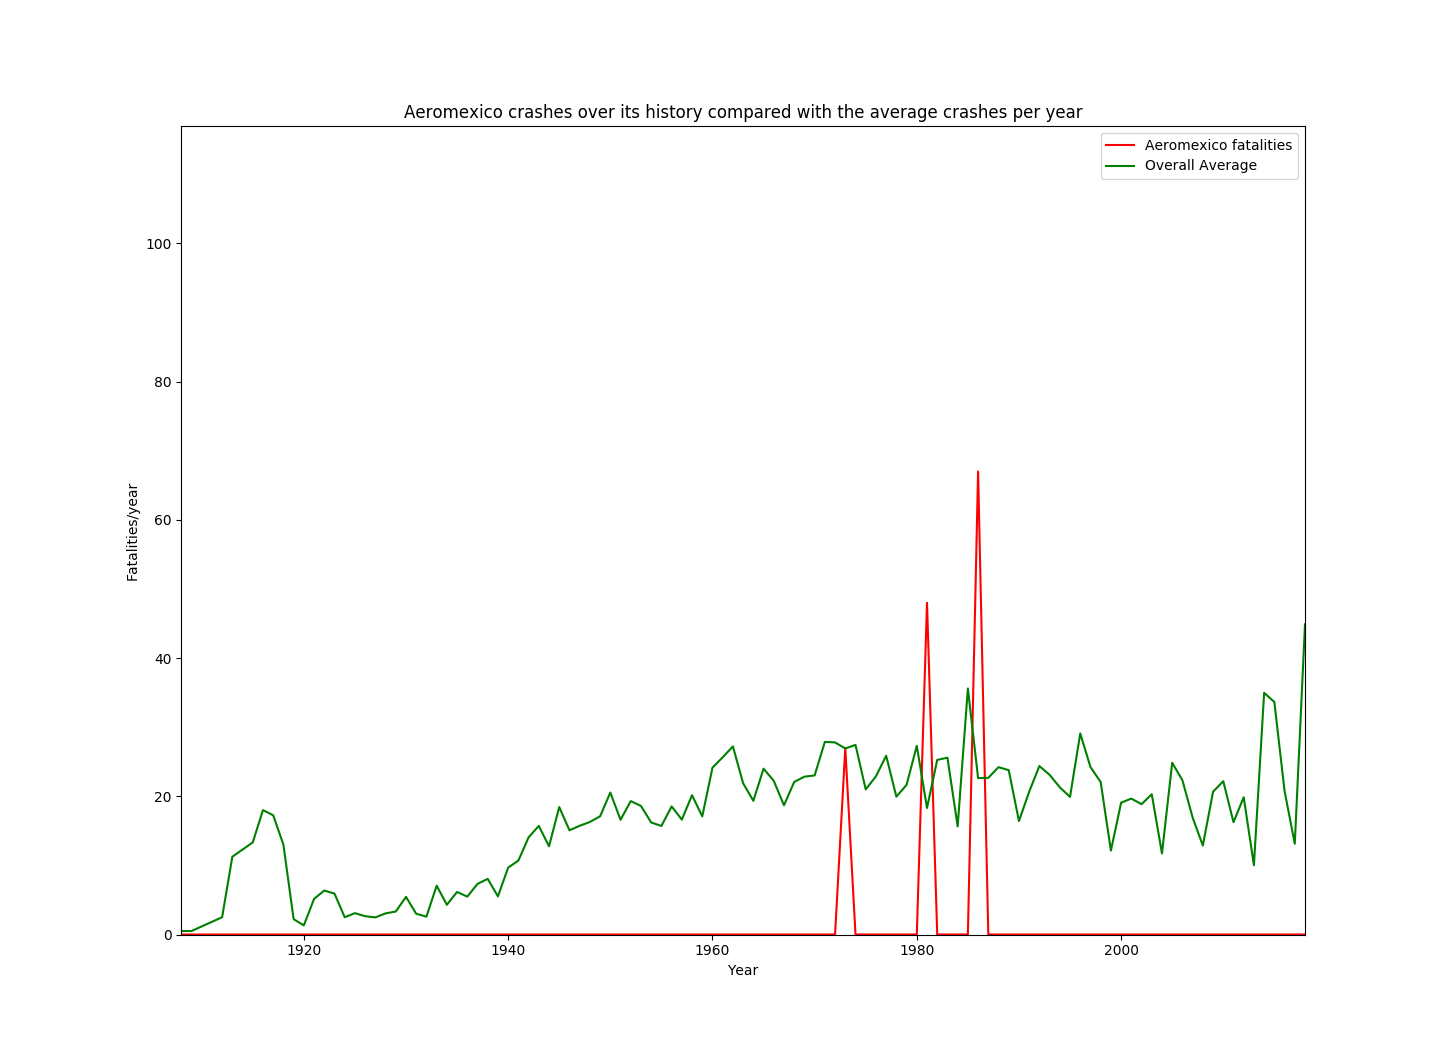 Aeromexico crashes over its history compared with the average crashes per year
Aeromexico fatalities
Overall Average
100
80
60
40
20
0
Fatalities/year
1920 1940 1960 1980 2000
Year